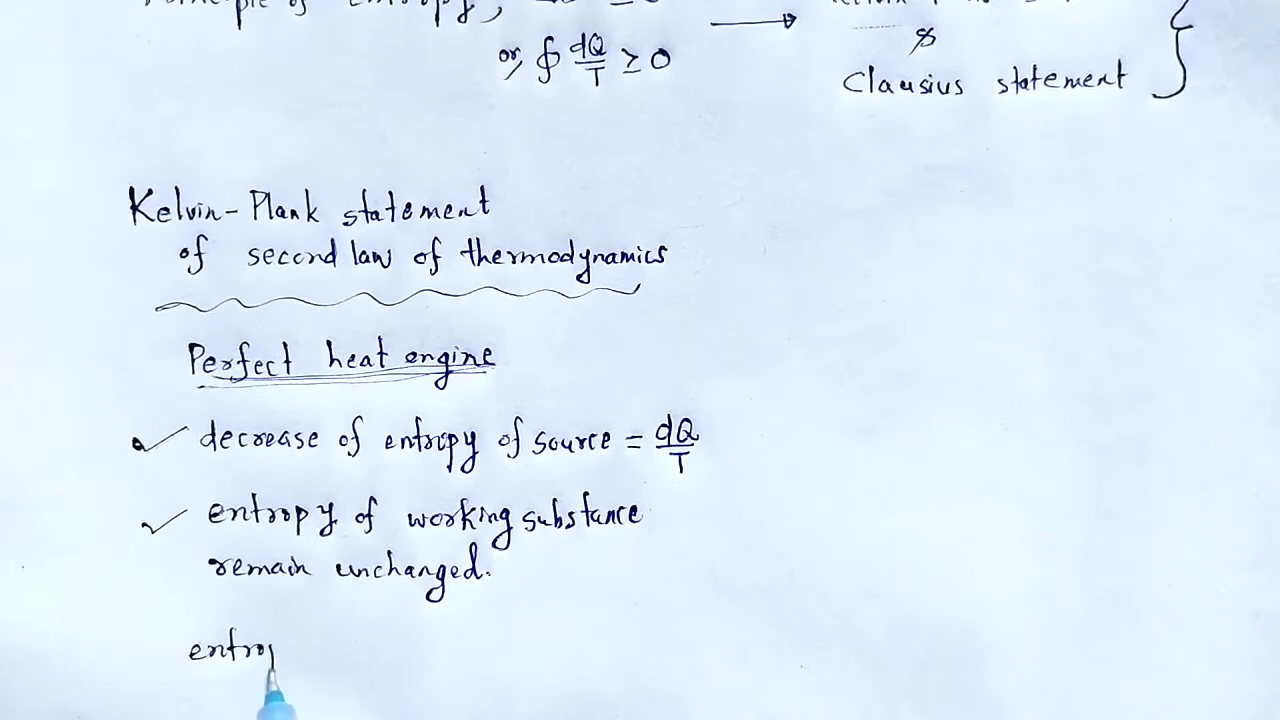 or, ∮ dQ/T ≥ 0
&
Clausius statement
Kelvin-Plank statement
of second law of thermodynamics
Perfect heat engine
✓ decrease of entropy of source = dQ/T
✓ entropy of working substance
remain unchanged.
entrop